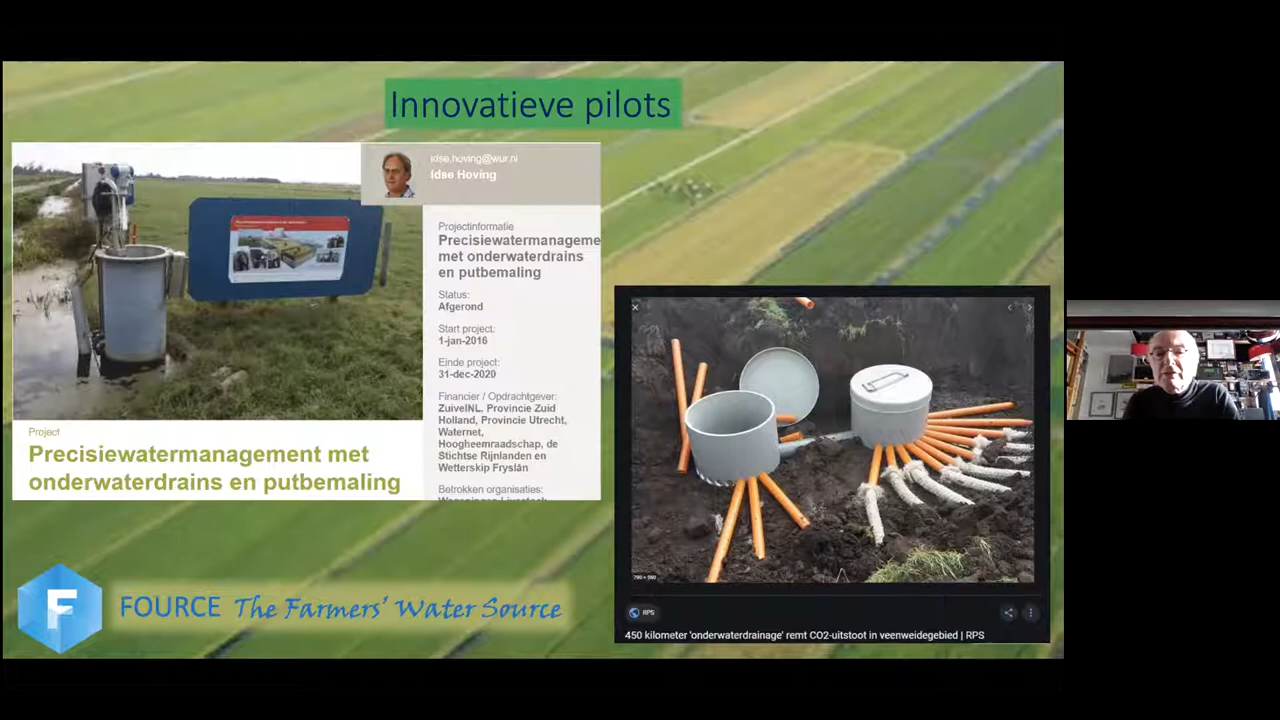 Innovatieve pilots
idse.hoving@wur.nl
Idse Hoving
Projectinformatie
Precisiewatermanageme
met onderwaterdrains
en putbemaling
Status:
Afgerond
Start project:
1-jan-2016
Einde project:
31-dec-2020
Financier / Opdrachtgever:
ZuivelNL. Provincie Zuid
Holland, Provincie Utrecht,
Waternet,
Hoogheemraadschap, de
Stichtse Rijnlanden en
Wetterskip Fryslân
Betrokken organisaties:
Project
Precisiewatermanagement met
onderwaterdrains en putbemaling
F
FOURCE The Farmers' Water Source
RPS
450 kilometer 'onderwaterdrainage' remt CO2-uitstoot in veenweidegebied | RPS